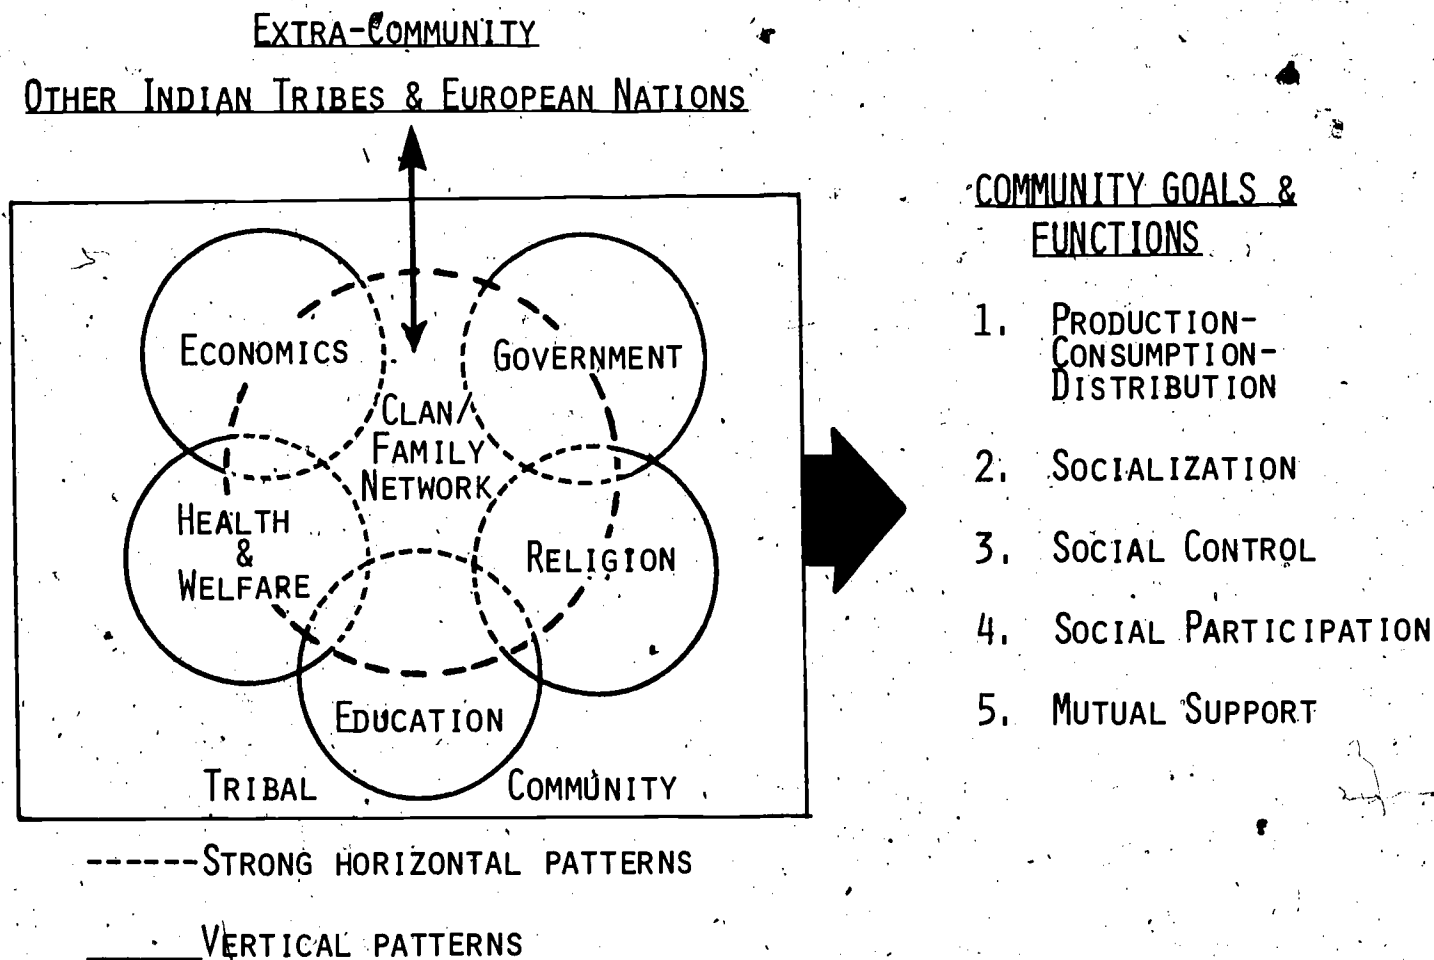 EXTRA-COMMUNITY
OTHER INDIAN TRIBES & EUROPEAN NATIONS
ECONOMICS
GOVERNMENT
CLAN/
FAMILY
NETWORK
HEALTH
&
WELFARE
RELIGION
EDUCATION
TRIBAL COMMUNITY
------STRONG HORIZONTAL PATTERNS
______VERTICAL PATTERNS
COMMUNITY GOALS &
FUNCTIONS
1. PRODUCTION-
CONSUMPTION-
DISTRIBUTION
2. SOCIALIZATION
3. SOCIAL CONTROL
4. SOCIAL PARTICIPATION
5. MUTUAL SUPPORT